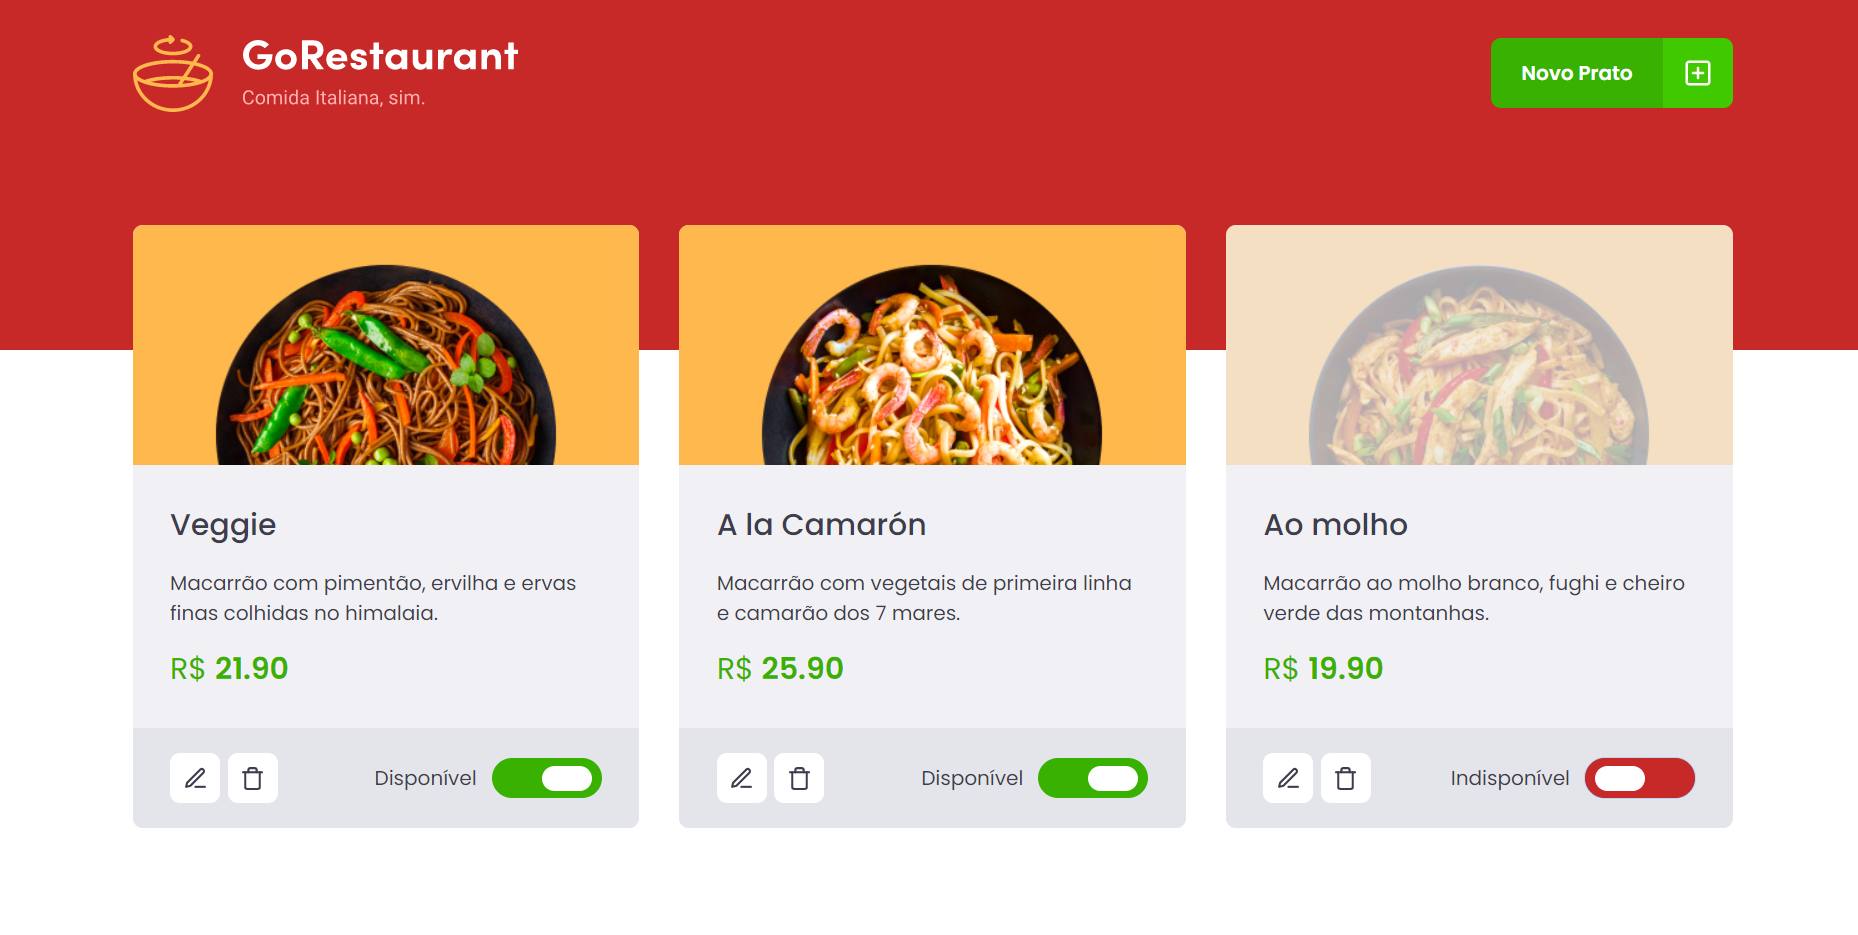 GoRestaurant
Comida Italiana, sim.
Novo Prato
Veggie
Macarrão com pimentão, ervilha e ervas
finas colhidas no himalaia.
R$ 21.90
Disponível
A la Camarón
Macarrão com vegetais de primeira linha
e camarão dos 7 mares.
R$ 25.90
Disponível
Ao molho
Macarrão ao molho branco, fughi e cheiro
verde das montanhas.
R$ 19.90
Indisponível